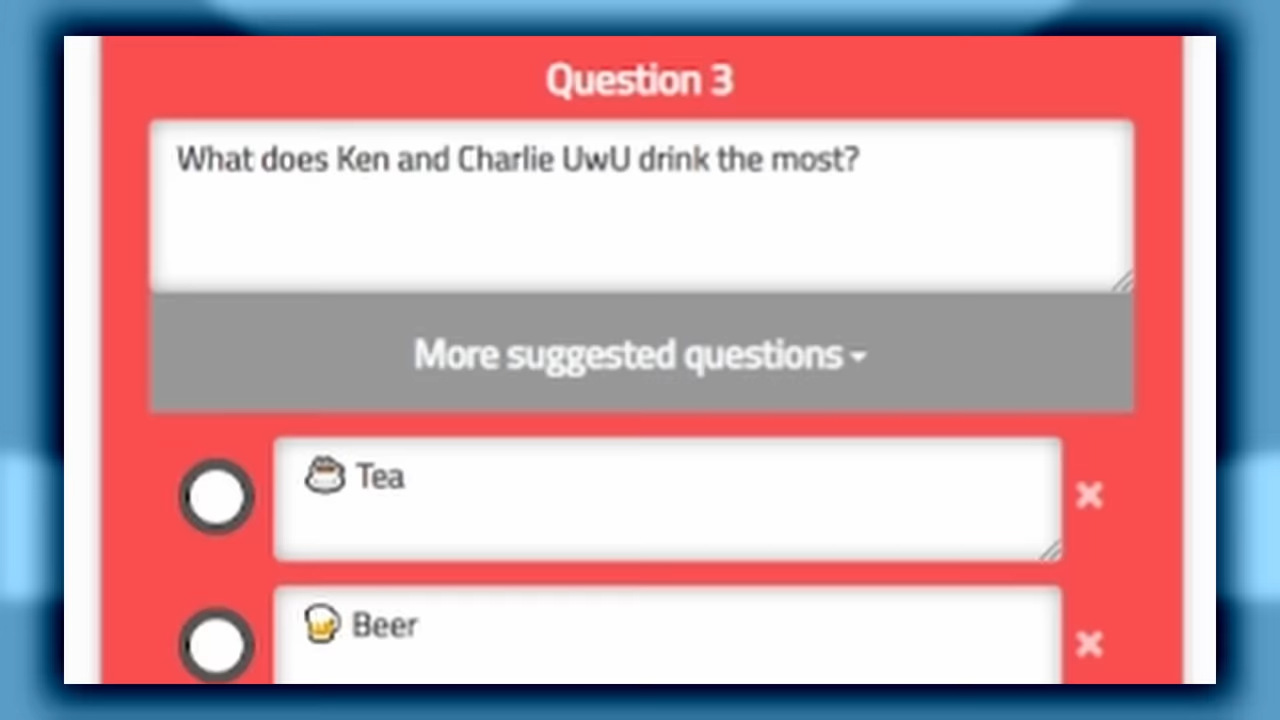 Question 3
What does Ken and Charlie UwU drink the most?
More suggested questions
Tea
Beer